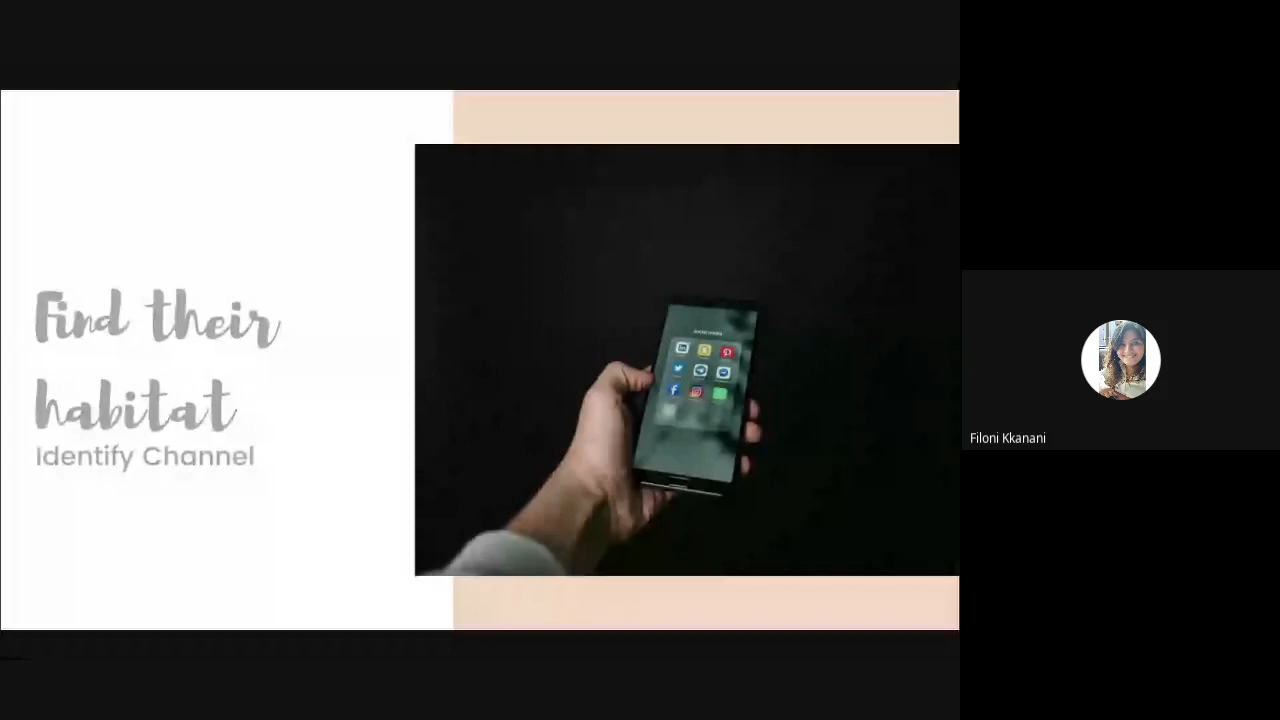 Find their
habitat
Identify Channel
Filoni Kkanani